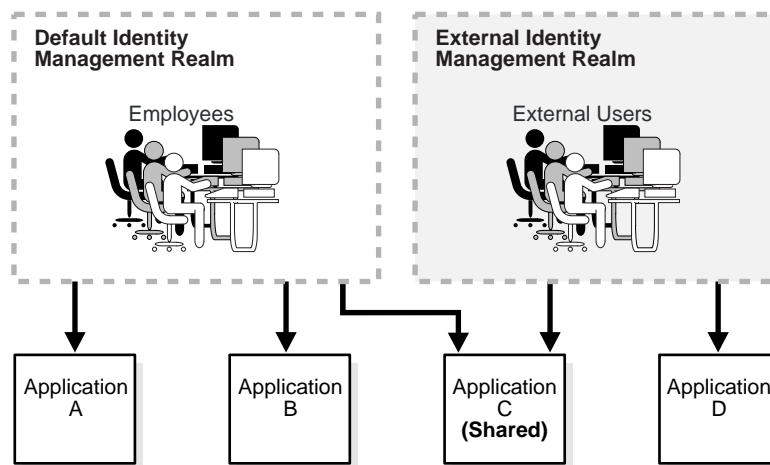 Default Identity
Management Realm
External Identity
Management Realm
Employees
External Users
Application
A
Application
B
Application
C
(Shared)
Application
D